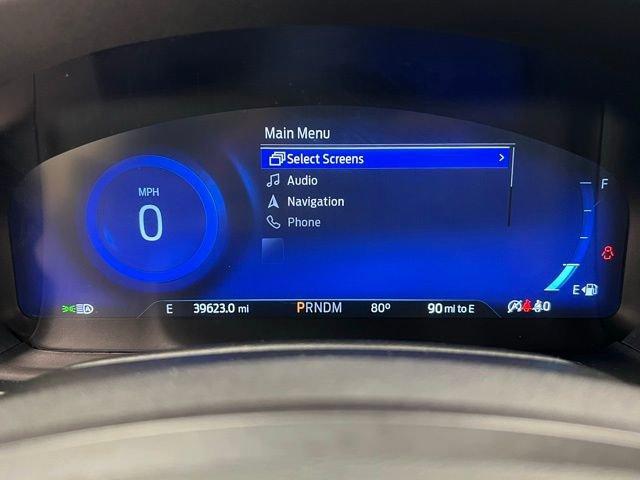 Main Menu
Select Screens
Audio
Navigation
Phone
MPH
0
F
E
E 39623.0 mi PRNDM 80° 90 mi to E